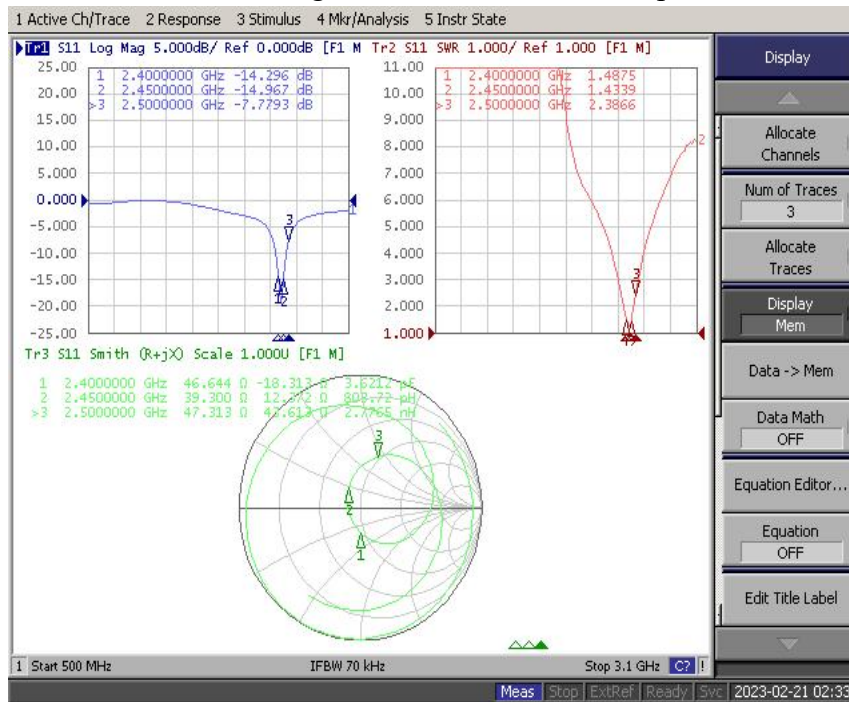 1 Active Ch/Trace 2 Response 3 Stimulus 4 Mkr/Analysis 5 Instr State
Tr1 S11 Log Mag 5.000dB/ Ref 0.000dB [F1 M
25.00
20.00
15.00
10.00
5.000
0.000
-5.000
-10.00
-15.00
-20.00
-25.00
1 2.4000000 GHz -14.296 dB
2 2.4500000 GHz -14.967 dB
>3 2.5000000 GHz -7.7793 dB
3
1 2
1
Tr2 S11 SWR 1.000/ Ref 1.000 [F1 M]
11.00
10.00
9.000
8.000
7.000
6.000
5.000
4.000
3.000
2.000
1.000
1 2.4000000 GHz 1.4875
2 2.4500000 GHz 1.4339
>3 2.5000000 GHz 2.3866
2
3
Tr3 S11 Smith (R+jX) Scale 1.000U [F1 M]
1 2.4000000 GHz 46.644 Ω -18.313 Ω 3.6212 pF
2 2.4500000 GHz 39.300 Ω 12.372 Ω 803.72 pH
>3 2.5000000 GHz 47.313 Ω 43.613 Ω 2.7765 nH
3
2
1
1 Start 500 MHz IFBW 70 kHz Stop 3.1 GHz C? !
Meas Stop ExtRef Ready Svc 2023-02-21 02:33
Display
Allocate
Channels
Num of Traces
3
Allocate
Traces
Display
Mem
Data -> Mem
Data Math
OFF
Equation Editor...
Equation
OFF
Edit Title Label